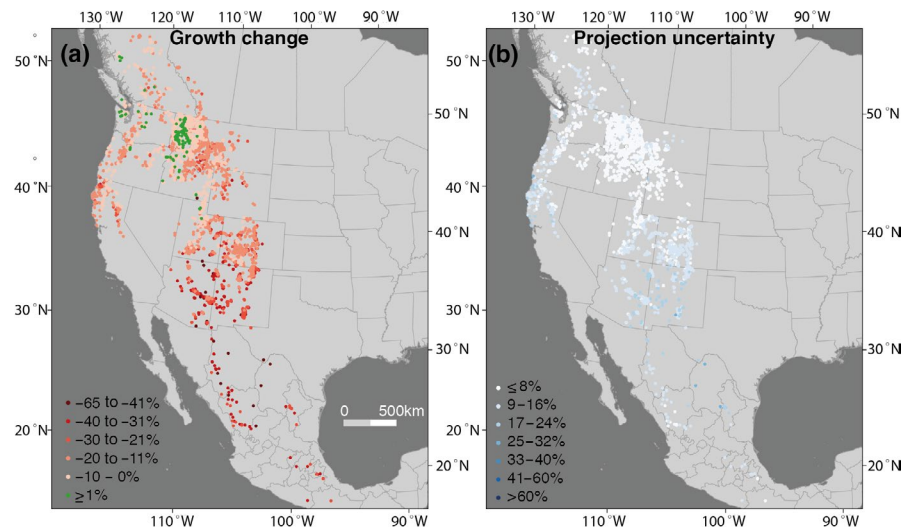 130°W 120°W 110°W 100°W 90°W
130°W 120°W 110°W 100°W 90°W
(a) Growth change
(b) Projection uncertainty
50°N
50°N
50°N
50°N
40°N
40°N
40°N
40°N
30°N
30°N
30°N
30°N
20°N
20°N
20°N
20°N
−65 to −41%
−40 to −31%
−30 to −21%
−20 to −11%
−10 − 0%
≥1%
0 500km
≤8%
9−16%
17−24%
25−32%
33−40%
41−60%
>60%
110°W 100°W 90°W
110°W 100°W 90°W